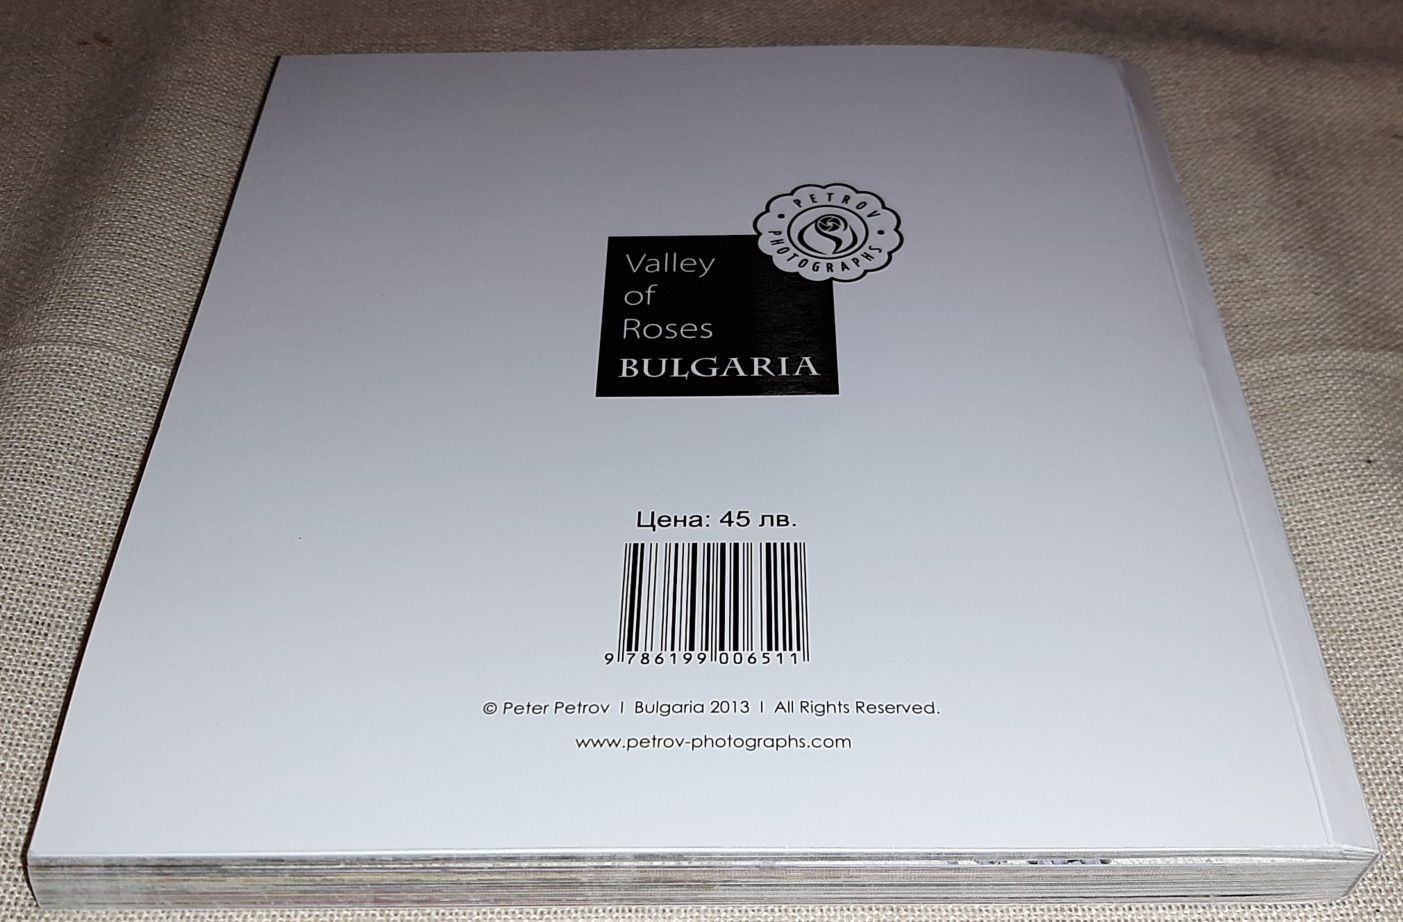 PETROV
PHOTOGRAPHS
Valley
of
Roses
BULGARIA
Цена: 45 лв.
9 786199 006511
© Peter Petrov I Bulgaria 2013 I All Rights Reserved.
www.petrov-photographs.com